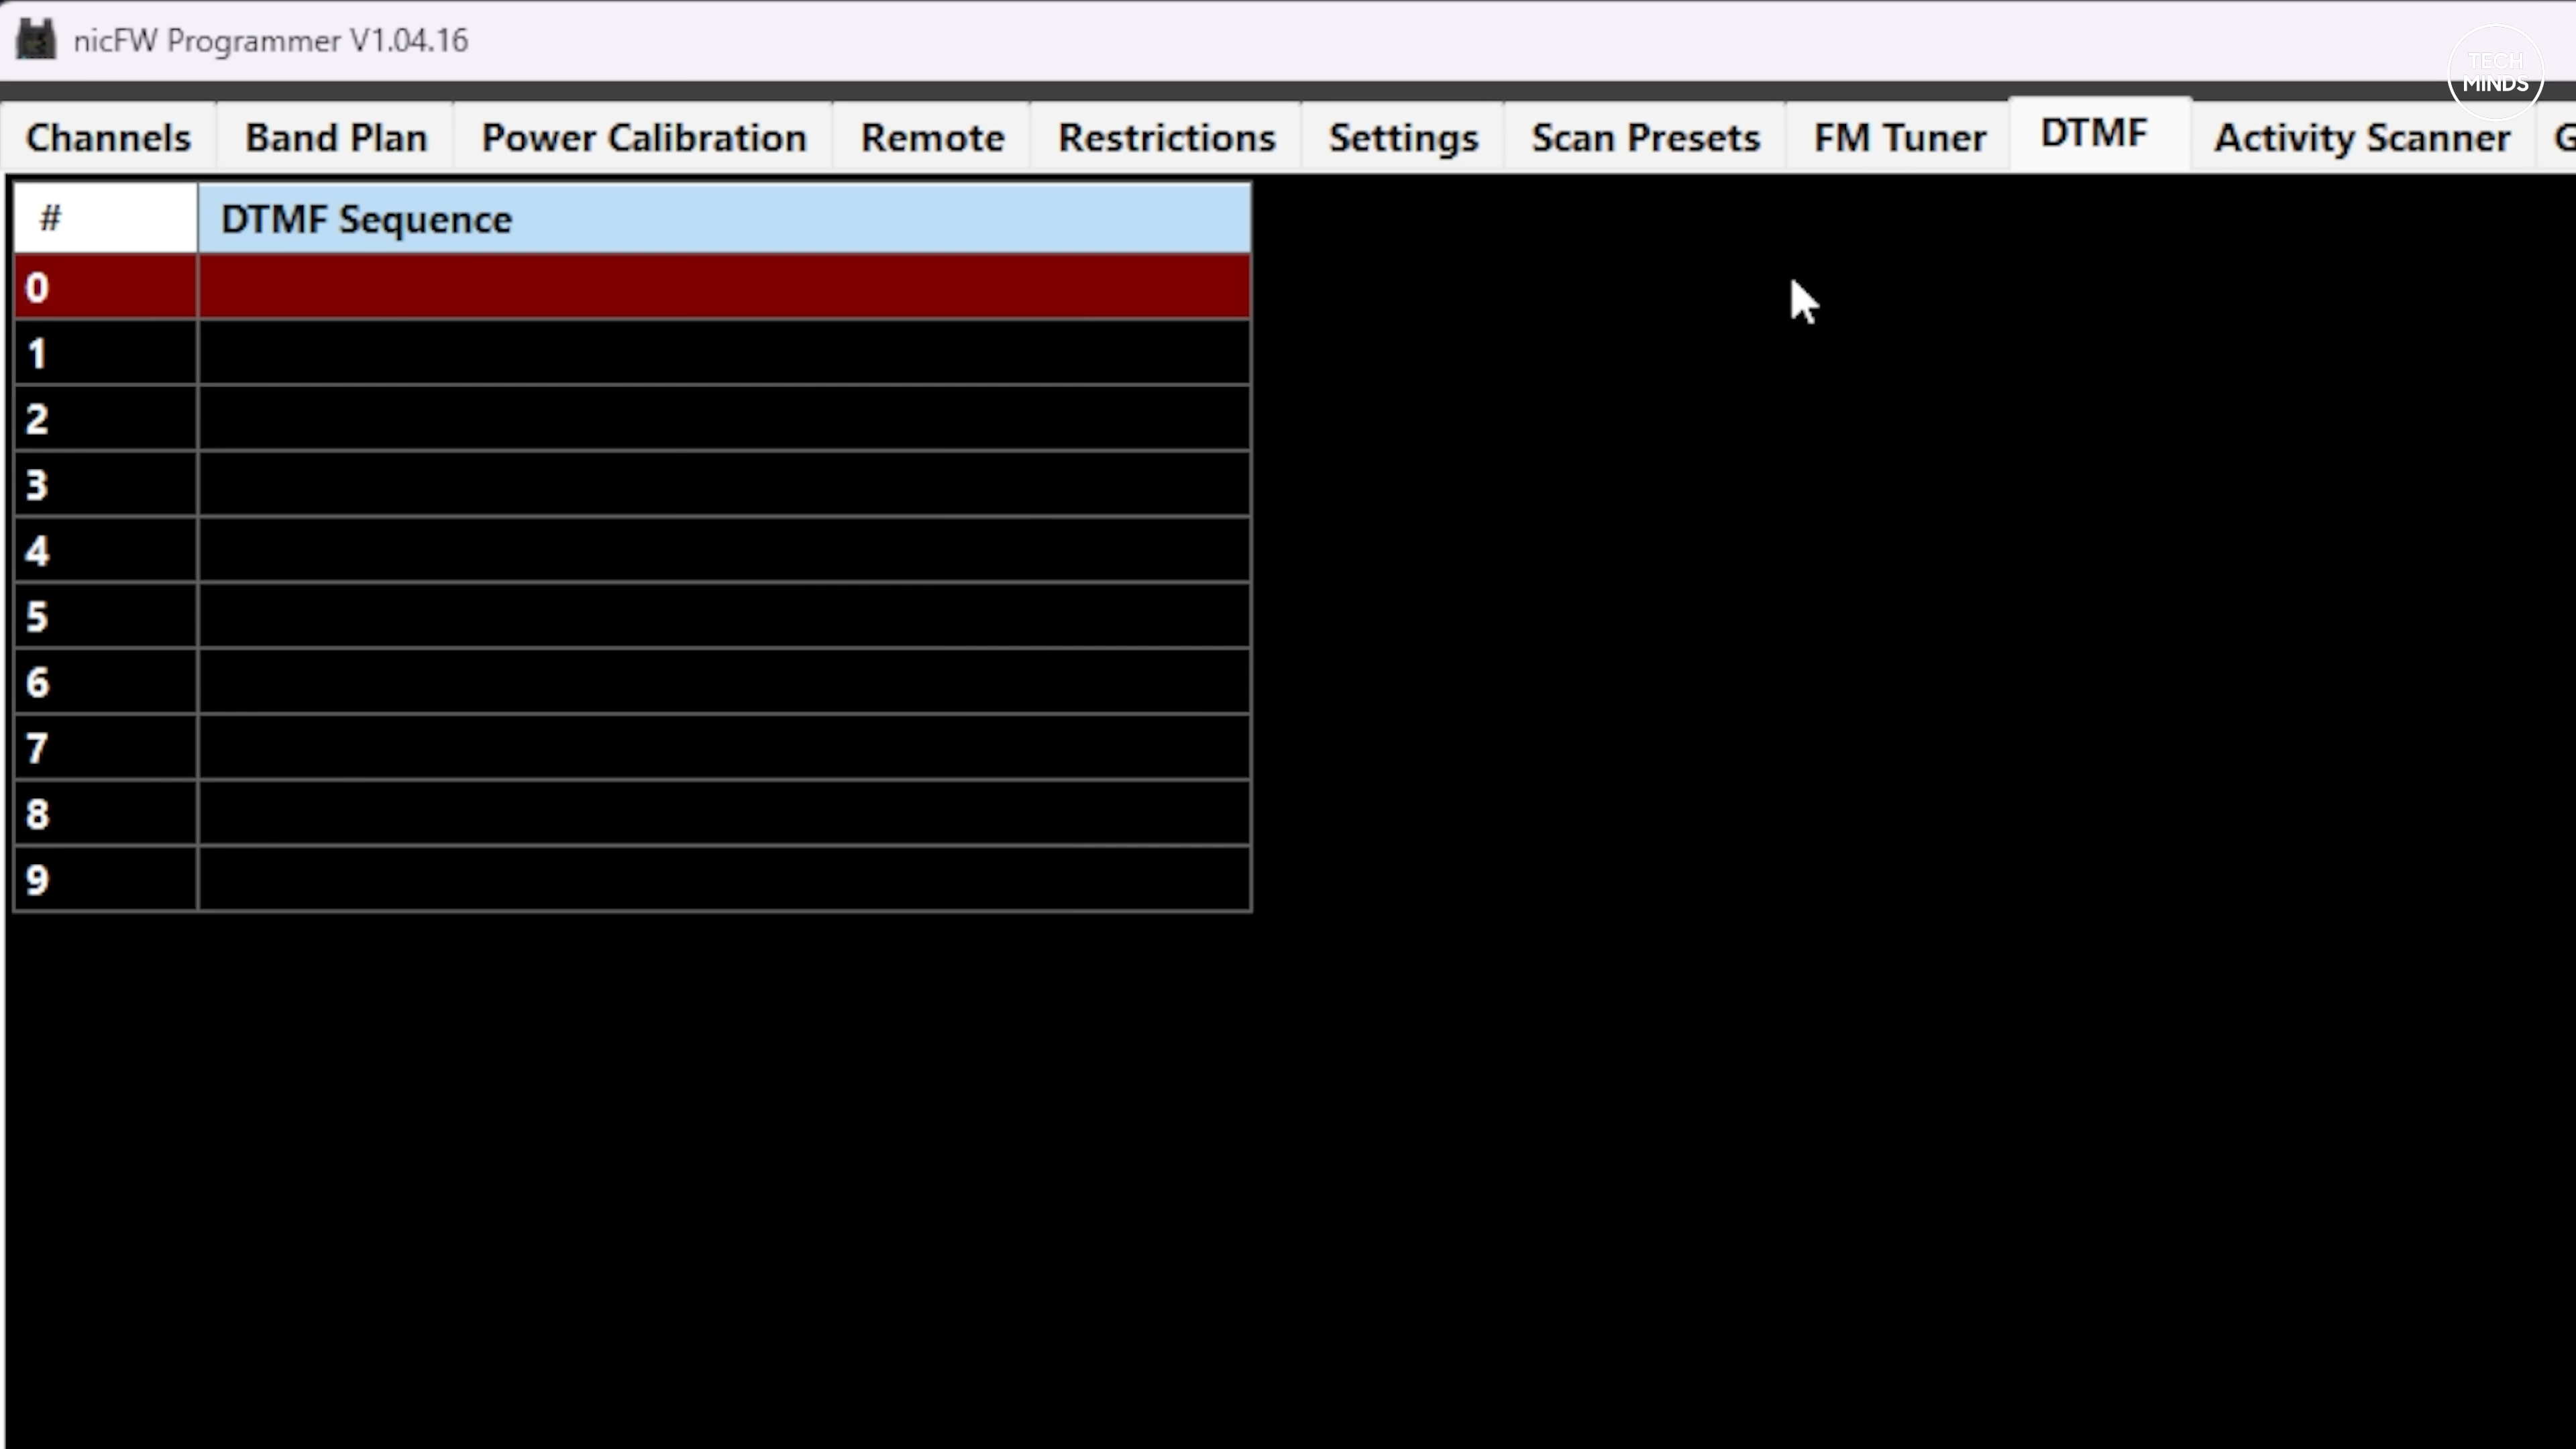 nicFW Programmer V1.04.16
TECH
MINDS
Channels Band Plan Power Calibration Remote Restrictions Settings Scan Presets FM Tuner DTMF Activity Scanner
# DTMF Sequence
0
1
2
3
4
5
6
7
8
9